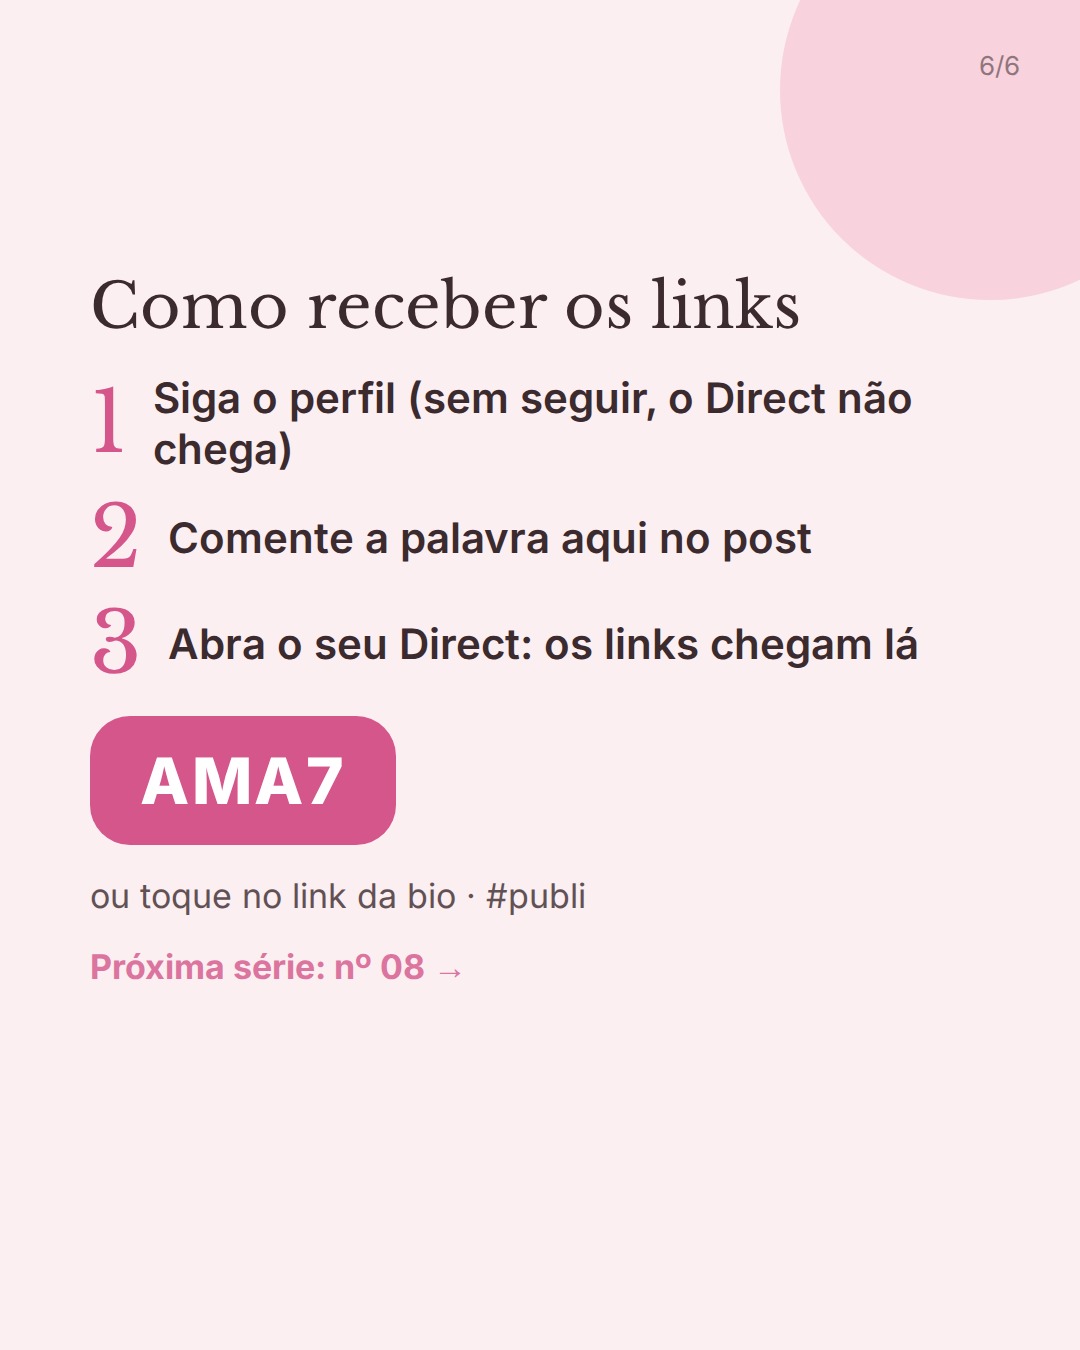 6/6
Como receber os links
1 Siga o perfil (sem seguir, o Direct não
chega)
2 Comente a palavra aqui no post
3 Abra o seu Direct: os links chegam lá
AMA7
ou toque no link da bio · #publi
Próxima série: nº 08 →